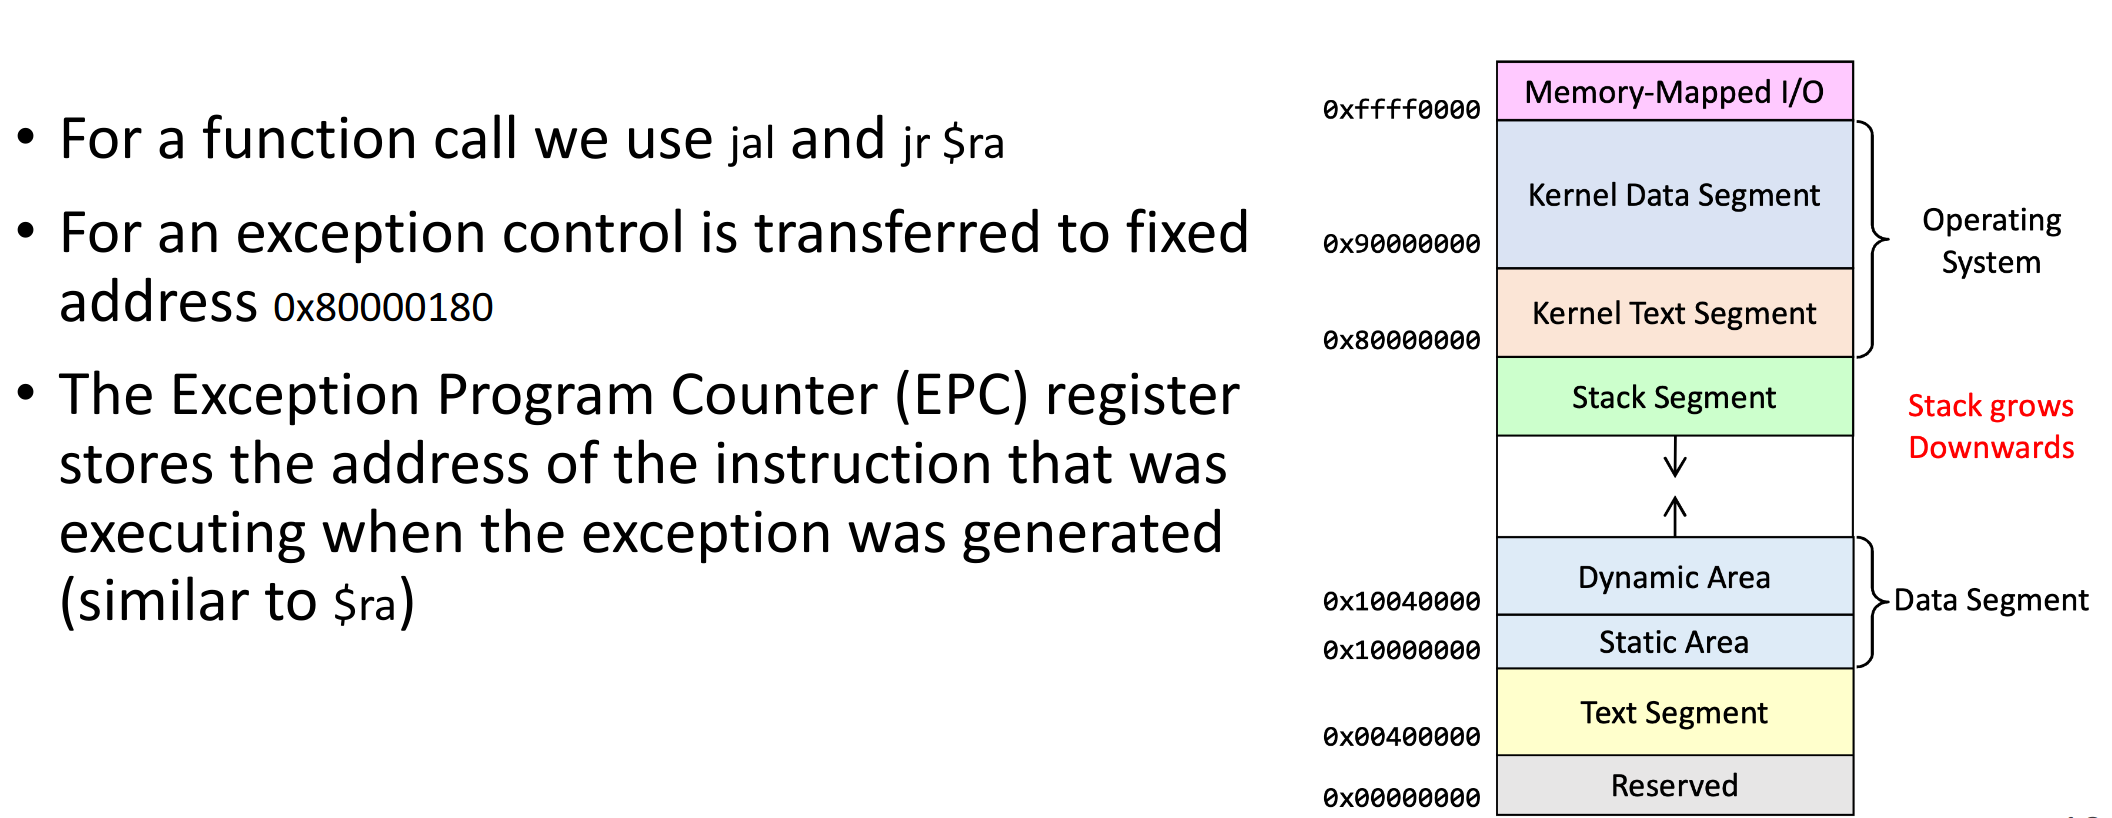 • For a function call we use jal and jr $ra
• For an exception control is transferred to fixed
address 0x80000180
• The Exception Program Counter (EPC) register
stores the address of the instruction that was
executing when the exception was generated
(similar to $ra)
Memory-Mapped I/O
0xffff0000
Kernel Data Segment
0x90000000
Kernel Text Segment
0x80000000
Operating
System
Stack Segment
Stack grows
Downwards
Dynamic Area
0x10040000
Static Area
0x10000000
Data Segment
Text Segment
0x00400000
Reserved
0x00000000